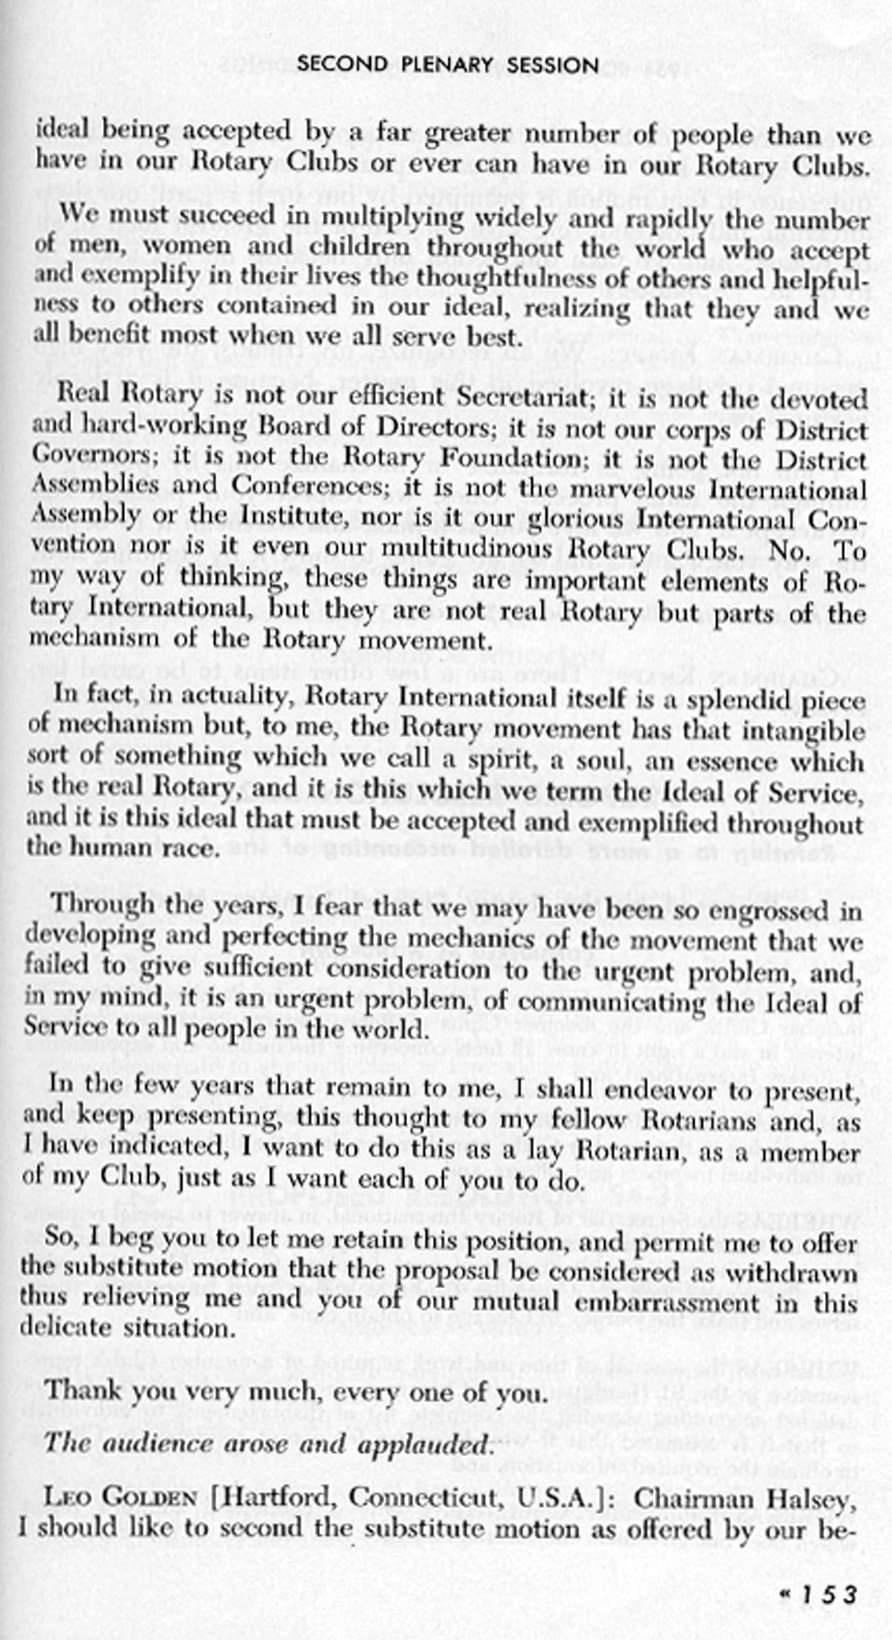 SECOND PLENARY SESSION
ideal being accepted by a far greater number of people than we
have in our Rotary Clubs or ever can have in our Rotary Clubs.
We must succeed in multiplying widely and rapidly the number
of men, women and children throughout the world who accept
and exemplify in their lives the thoughtfulness of others and helpful-
ness to others contained in our ideal, realizing that they and we
all benefit most when we all serve best.
Real Rotary is not our efficient Secretariat; it is not the devoted
and hard-working Board of Directors; it is not our corps of District
Governors; it is not the Rotary Foundation; it is not the District
Assemblies and Conferences; it is not the marvelous International
Assembly or the Institute, nor is it our glorious International Con-
vention nor is it even our multitudinous Rotary Clubs. No. To
my way of thinking, these things are important elements of Ro-
tary International, but they are not real Rotary but parts of the
mechanism of the Rotary movement.
In fact, in actuality, Rotary International itself is a splendid piece
of mechanism but, to me, the Rotary movement has that intangible
sort of something which we call a spirit, a soul, an essence which
is the real Rotary, and it is this which we term the Ideal of Service,
and it is this ideal that must be accepted and exemplified throughout
the human race.
Through the years, I fear that we may have been so engrossed in
developing and perfecting the mechanics of the movement that we
failed to give sufficient consideration to the urgent problem, and,
in my mind, it is an urgent problem, of communicating the Ideal of
Service to all people in the world.
In the few years that remain to me, I shall endeavor to present,
and keep presenting, this thought to my fellow Rotarians and, as
I have indicated, I want to do this as a lay Rotarian, as a member
of my Club, just as I want each of you to do.
So, I beg you to let me retain this position, and permit me to offer
the substitute motion that the proposal be considered as withdrawn
thus relieving me and you of our mutual embarrassment in this
delicate situation.
Thank you very much, every one of you.
The audience arose and applauded.
LEO GOLDEN [Hartford, Connecticut, U.S.A.]: Chairman Halsey,
I should like to second the substitute motion as offered by our be-
« 153